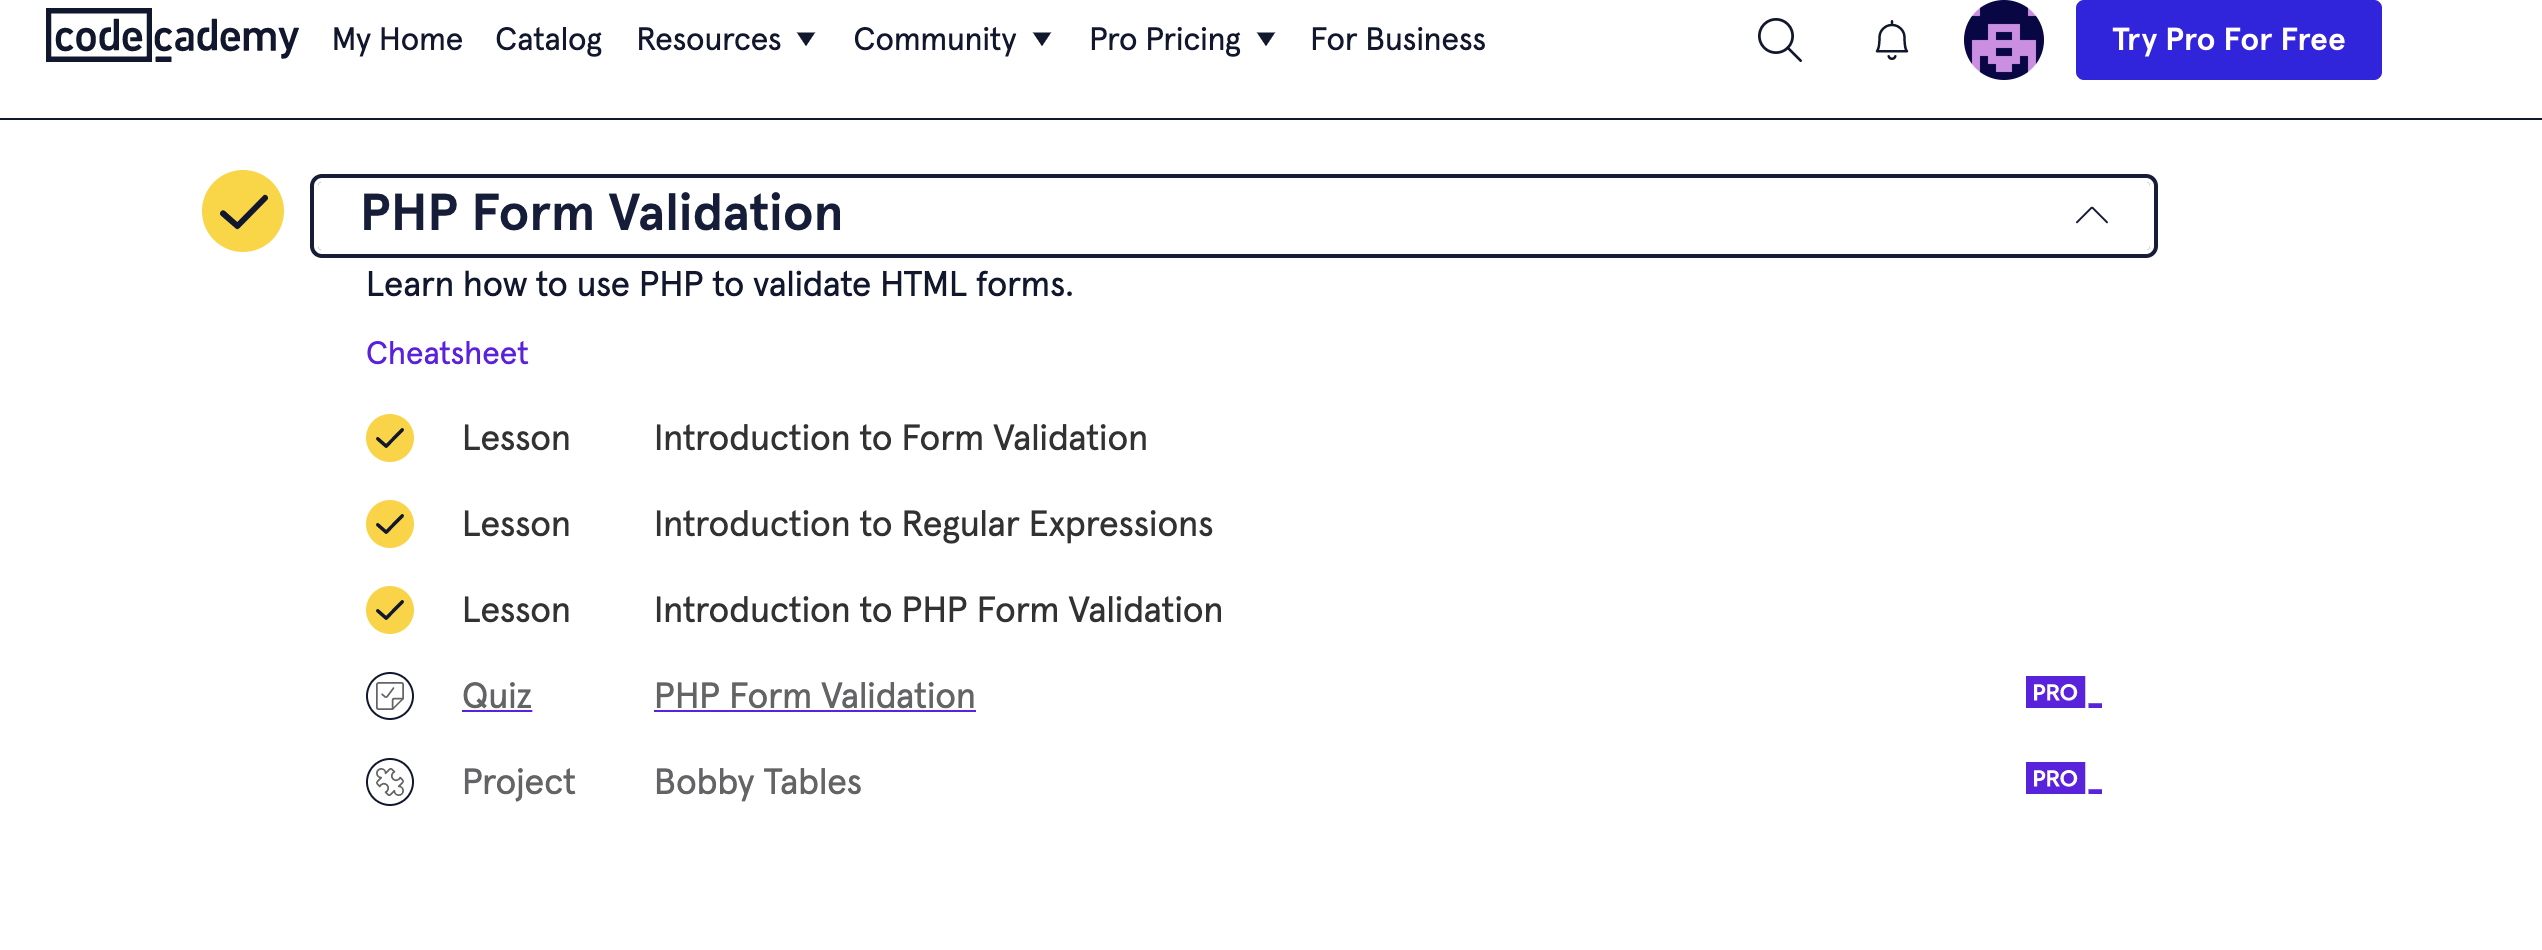 codecademy My Home Catalog Resources Community Pro Pricing For Business Try Pro For Free
PHP Form Validation
Learn how to use PHP to validate HTML forms.
Cheatsheet
Lesson Introduction to Form Validation
Lesson Introduction to Regular Expressions
Lesson Introduction to PHP Form Validation
Quiz PHP Form Validation PRO
Project Bobby Tables PRO